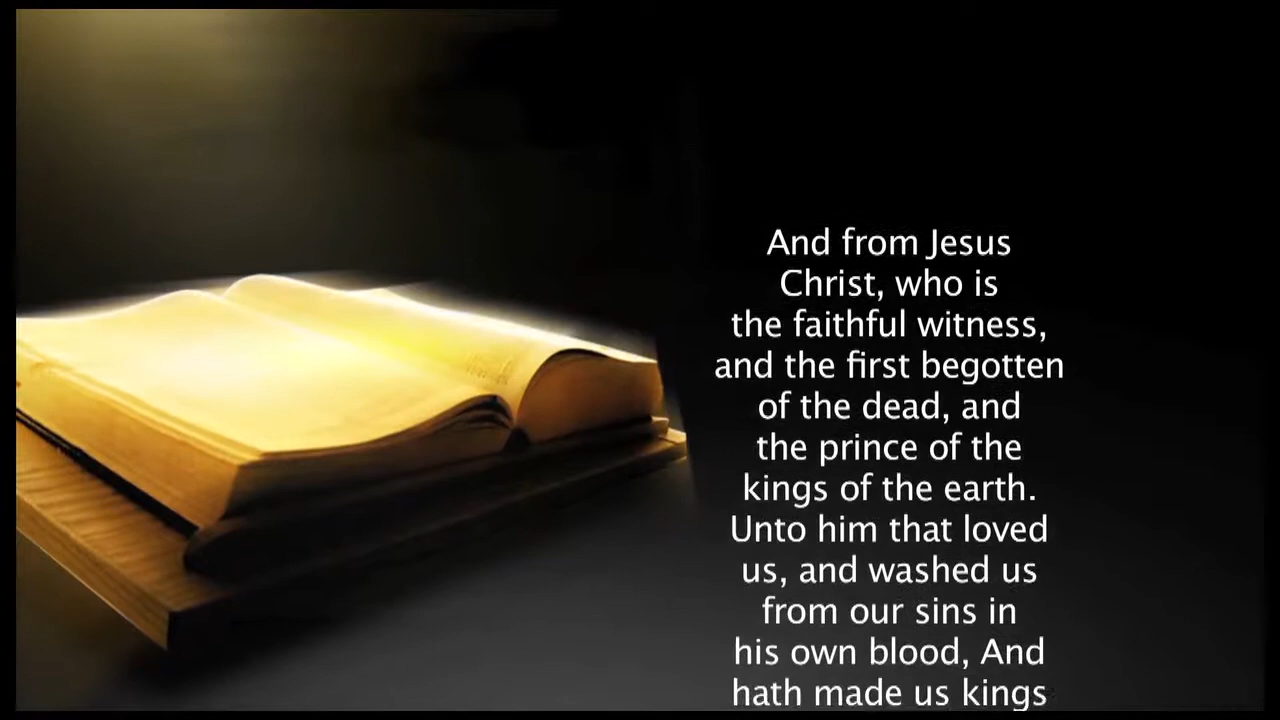 And from Jesus
Christ, who is
the faithful witness,
and the first begotten
of the dead, and
the prince of the
kings of the earth.
Unto him that loved
us, and washed us
from our sins in
his own blood, And
hath made us kings